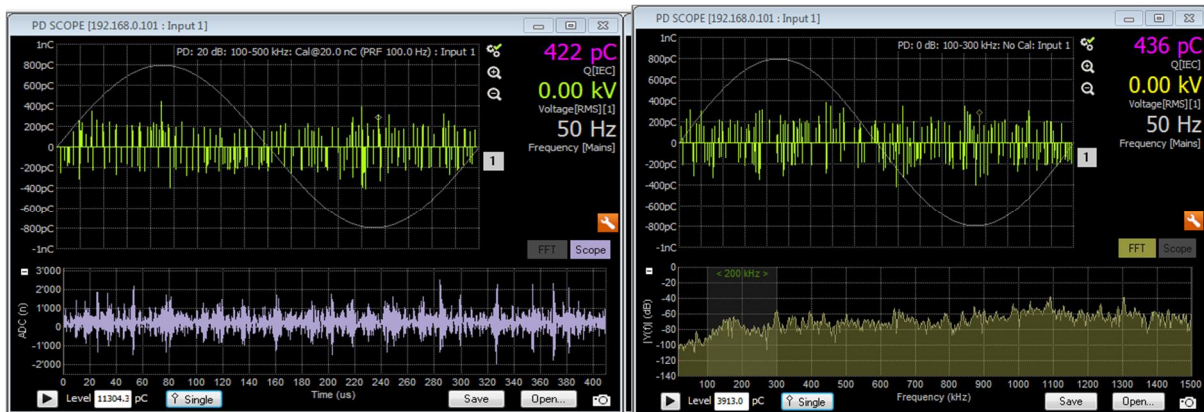 PD SCOPE [192.168.0.101 : Input 1]
1nC
PD: 20 dB: 100-500 kHz: Cal@20.0 nC (PRF 100.0 Hz) : Input 1
422 pC
Q[IEC]
0.00 kV
Voltage[RMS][1]
50 Hz
Frequency [Mains]
800pC
600pC
400pC
200pC
0
-200pC
-400pC
-600pC
-800pC
-1nC
1
FFT
Scope
3'000
2'000
1'000
0
-1'000
-2'000
ADC (n)
0 20 40 60 80 100 120 140 160 180 200 220 240 260 280 300 320 340 360 380 400
Time (us)
Level 11304.3 pC
Single
Save
Open...
PD SCOPE [192.168.0.101 : Input 1]
1nC
PD: 0 dB: 100-300 kHz: No Cal: Input 1
436 pC
Q[IEC]
0.00 kV
Voltage[RMS][1]
50 Hz
Frequency [Mains]
800pC
600pC
400pC
200pC
0
-200pC
-400pC
-600pC
-800pC
-1nC
1
FFT
Scope
0
-20
-40
-60
-80
-100
-120
-140
|Y(f)| (dB)
< 200 kHz >
100 200 300 400 500 600 700 800 900 1000 1100 1200 1300 1400 1500
Frequency (kHz)
Level 3913.0 pC
Single
Save
Open...